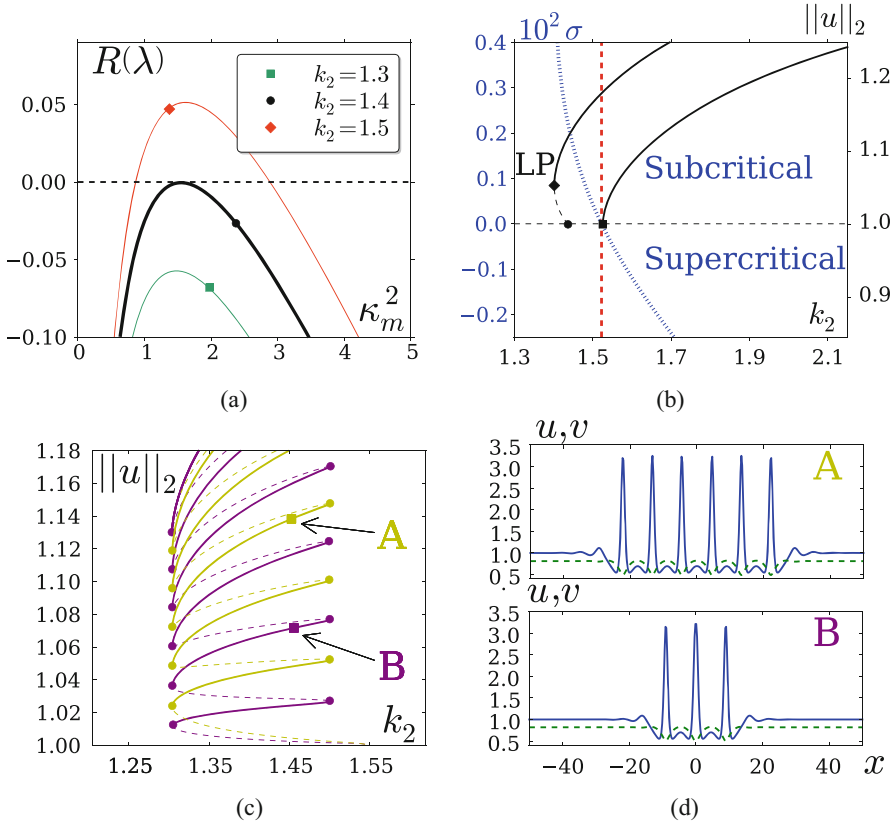 R(λ)
k₂=1.3
k₂=1.4
k₂=1.5
0.05
0.00
−0.05
−0.10
0 1 2 3 4 5
κₘ²
(a)
10² σ
||u||₂
0.4
0.3
0.2
0.1
0.0
−0.1
−0.2
1.2
1.1
1.0
0.9
LP
Subcritical
Supercritical
k₂
1.3 1.5 1.7 1.9 2.1
(b)
||u||₂
1.18
1.16
1.14
1.12
1.10
1.08
1.06
1.04
1.02
1.00
A
B
k₂
1.25 1.35 1.45 1.55
(c)
u,v
3.5
3.0
2.5
2.0
1.5
1.0
0.5
A
u,v
3.5
3.0
2.5
2.0
1.5
1.0
0.5
B
−40 −20 0 20 40
x
(d)